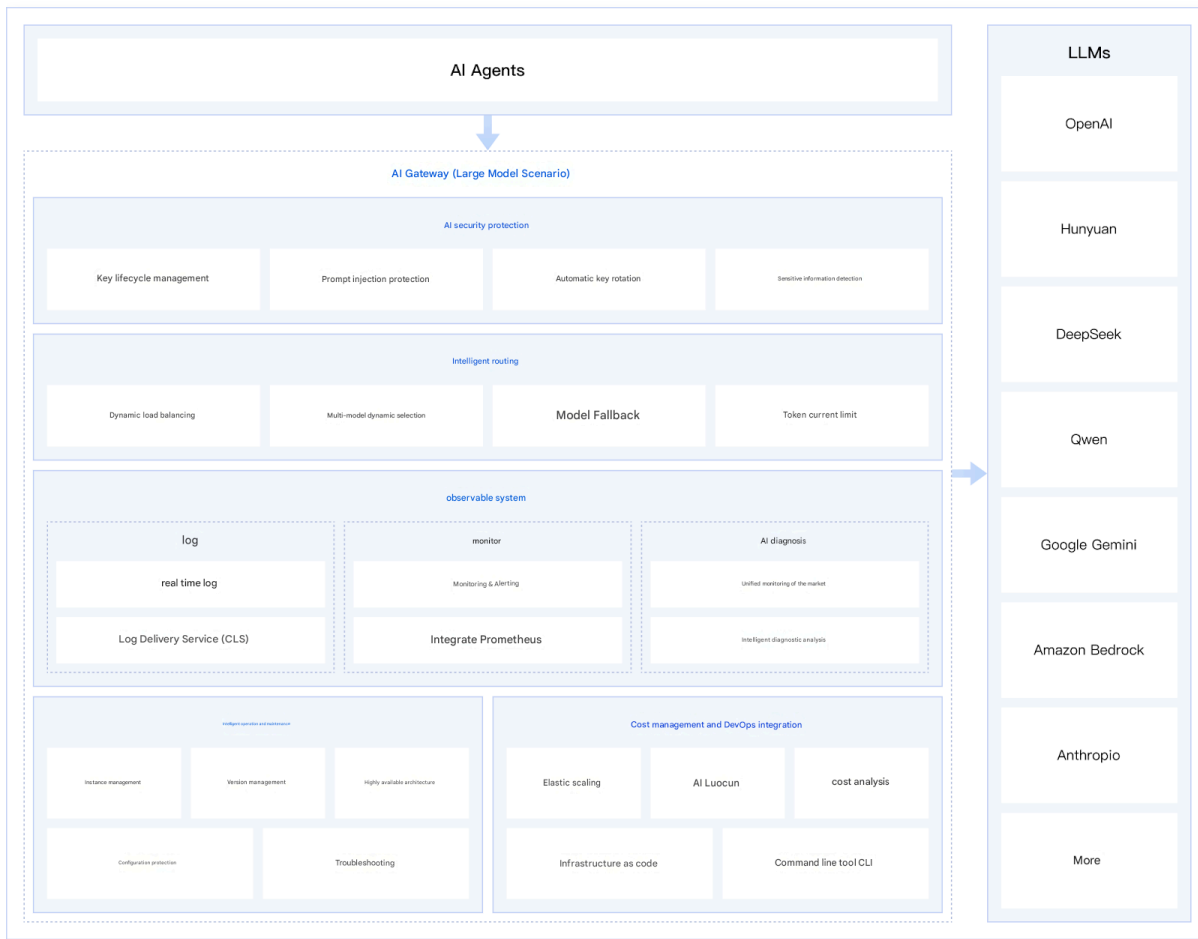 AI Agents
AI Gateway (Large Model Scenario)
AI security protection
Key lifecycle management
Prompt injection protection
Automatic key rotation
Sensitive information detection
Intelligent routing
Dynamic load balancing
Multi-model dynamic selection
Model Fallback
Token current limit
observable system
log
real time log
Log Delivery Service (CLS)
monitor
Monitoring & Alerting
Integrate Prometheus
AI diagnosis
Unified monitoring of the market
Intelligent diagnostic analysis
Intelligent operation and maintenance
Instance management
Version management
Highly available architecture
Configuration protection
Troubleshooting
Cost management and DevOps integration
Elastic scaling
AI Luocun
cost analysis
Infrastructure as code
Command line tool CLI
LLMs
OpenAI
Hunyuan
DeepSeek
Qwen
Google Gemini
Amazon Bedrock
Anthropio
More